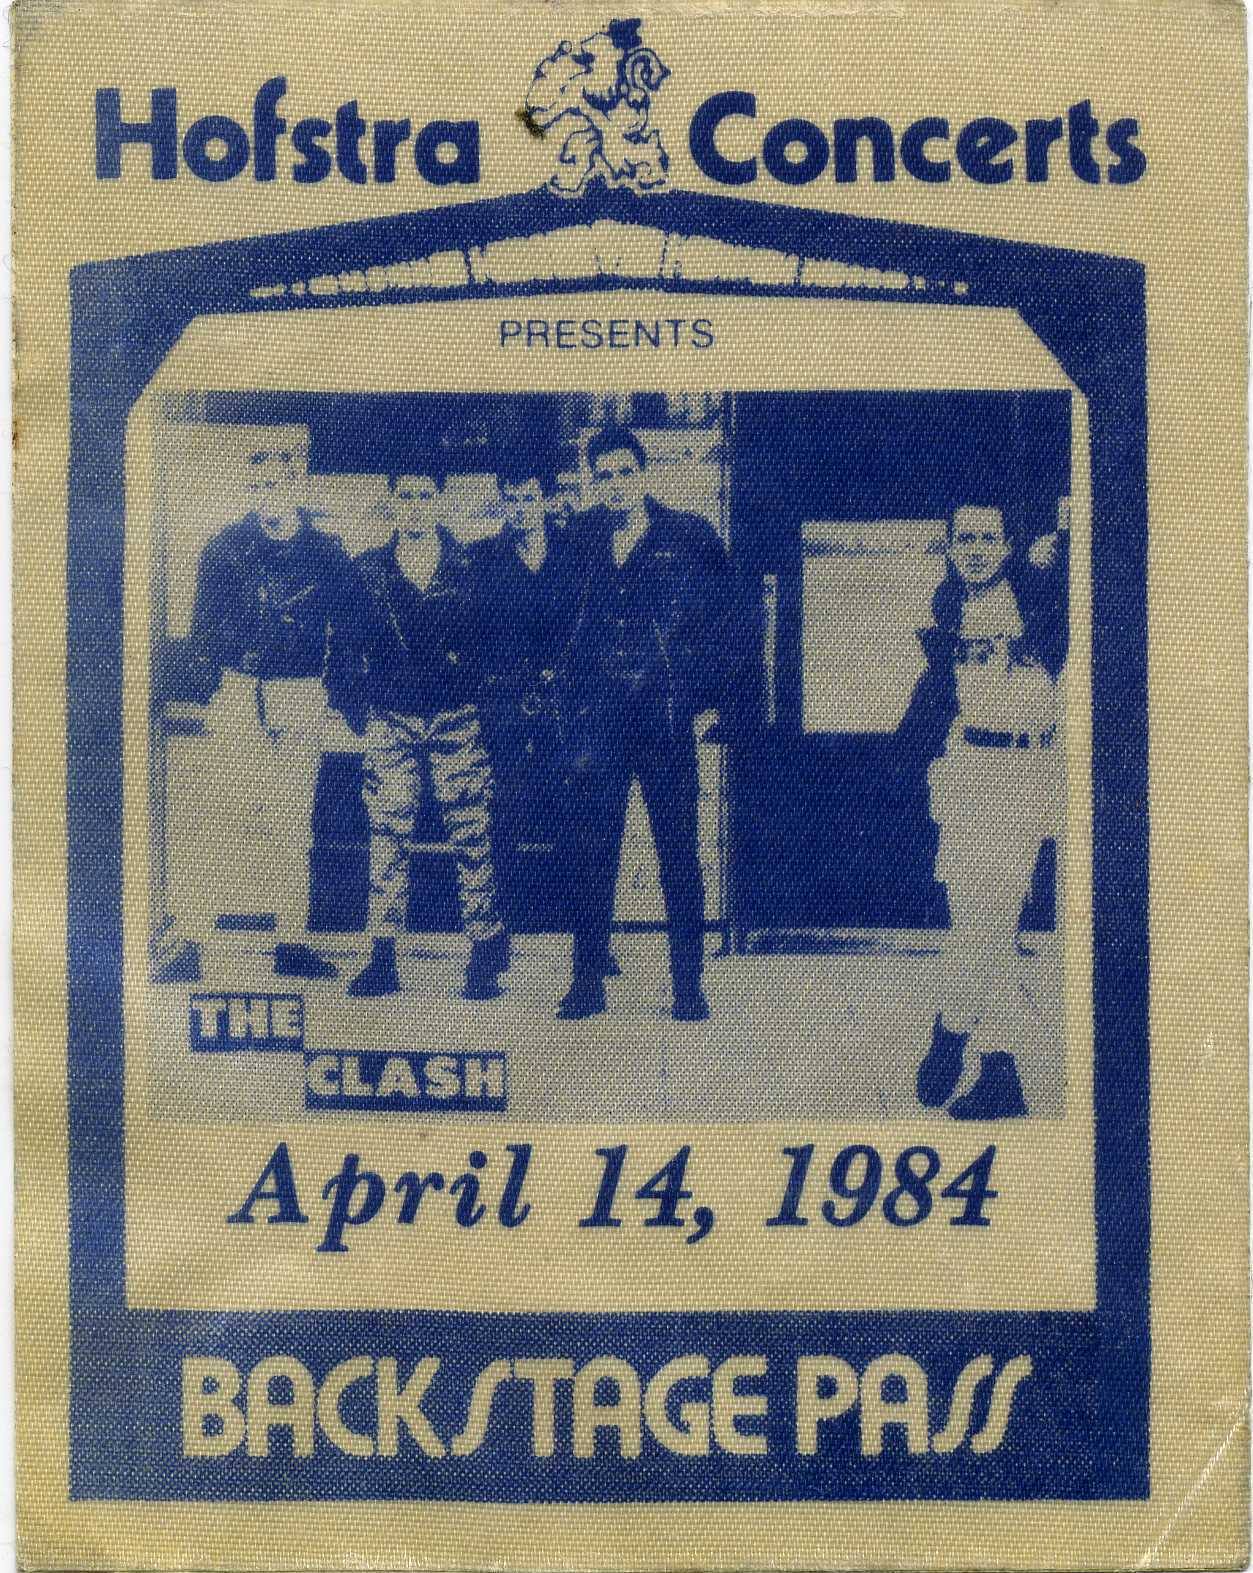 Hofstra Concerts
PRESENTS
THE
CLASH
April 14, 1984
BACKSTAGE PASS